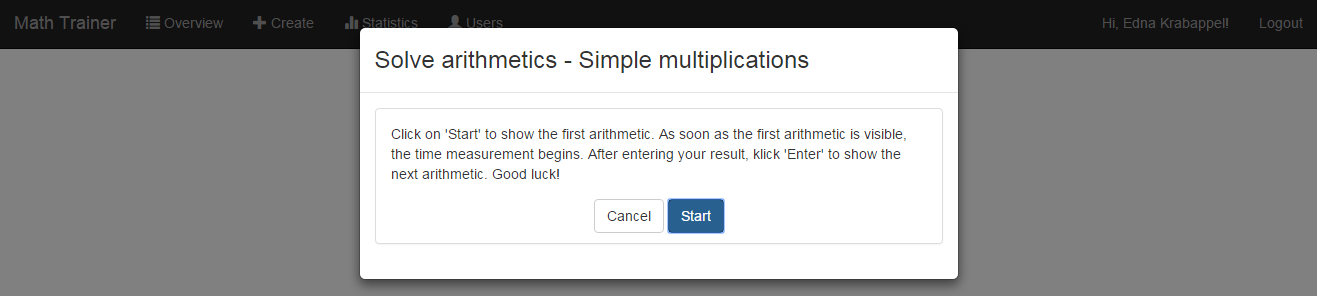 Math Trainer Overview Create Statistics Users Hi, Edna Krabappel! Logout
Solve arithmetics - Simple multiplications
Click on 'Start' to show the first arithmetic. As soon as the first arithmetic is visible,
the time measurement begins. After entering your result, klick 'Enter' to show the
next arithmetic. Good luck!
Cancel Start